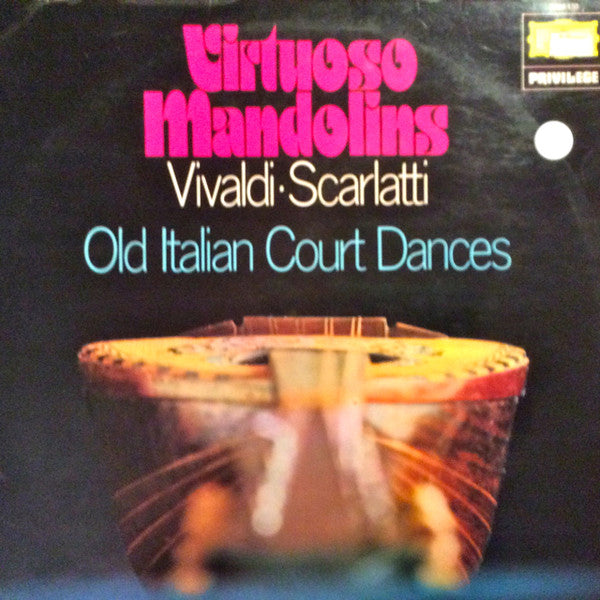 Virtuoso
Mandolins
Vivaldi·Scarlatti
Old Italian Court Dances
PRIVILEGE